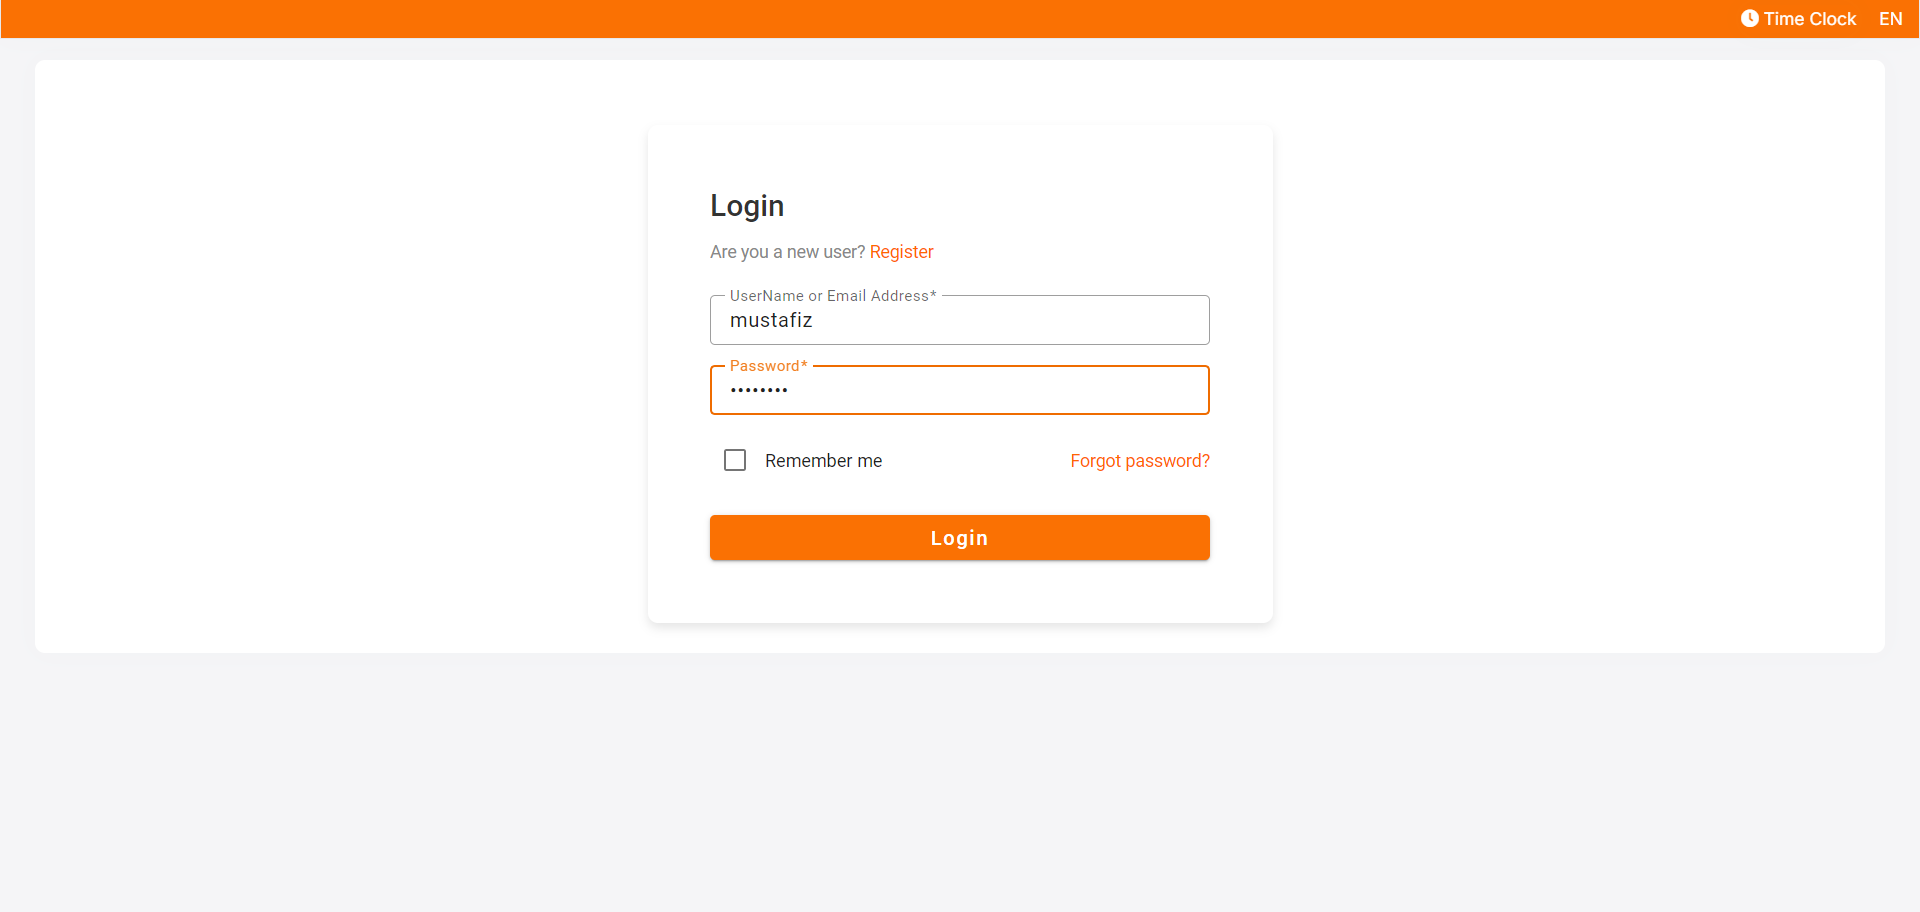 Time Clock EN
Login
Are you a new user? Register
UserName or Email Address*
mustafiz
Password*
••••••••
Remember me Forgot password?
Login